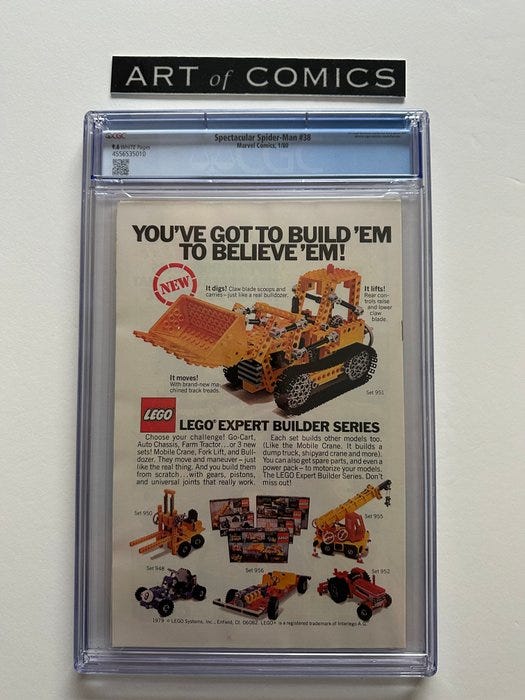 ART of COMICS
CGC
Spectacular Spider-Man #38
Marvel Comics, 1/80
WHITE Pages
4556535010
YOU'VE GOT TO BUILD 'EM
TO BELIEVE 'EM!
NEW
It digs! Claw blade scoops and
carries—just like a real bulldozer.
It lifts!
Rear con-
trols raise
and lower
claw
blade.
It moves!
With brand-new ma-
chined track treads.
Set 951
LEGO
LEGO® EXPERT BUILDER SERIES
Choose your challenge! Go-Cart,
Auto Chassis, Farm Tractor...or 3 new
sets! Mobile Crane, Fork Lift, and Bull-
dozer. They move and maneuver—just
like the real thing. And you build them
from scratch...with gears, pistons,
and universal joints that really work.
Each set builds other models too.
(Like the Mobile Crane. It builds a
dump truck, shipyard crane and more).
You can also get spare parts, and even a
power pack—to motorize your models.
The LEGO Expert Builder Series. Don't
miss out!
Set 950
Set 955
Set 948
Set 956
Set 952
1979 © LEGO Systems, Inc., Enfield, Ct. 06082. LEGO® is a registered trademark of Interlego A.G.